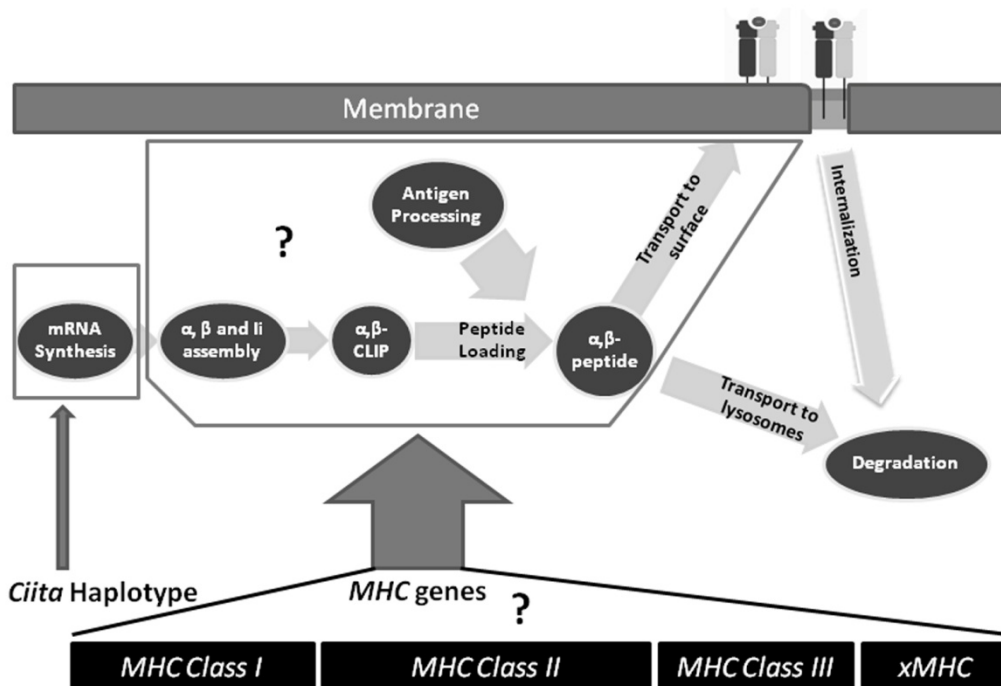 Membrane
Antigen
Processing
?
Transport to
surface
Internalization
mRNA
Synthesis
α, β and Ii
assembly
α,β-
CLIP
Peptide
Loading
α,β-
peptide
Transport to
lysosomes
Degradation
Ciita Haplotype
MHC genes
?
MHC Class I
MHC Class II
MHC Class III
xMHC